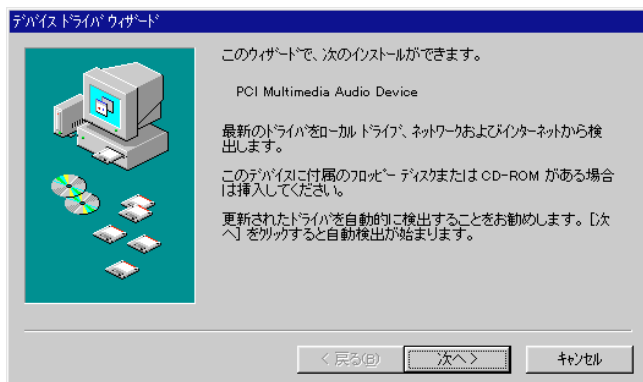 デバイス ドライバ ウィザード
このウィザードで、次のインストールができます。
PCI Multimedia Audio Device
最新のドライバをローカル ドライブ、ネットワークおよびインターネットから検
出します。
このデバイスに付属のフロッピー ディスクまたは CD-ROM がある場合
は挿入してください。
更新されたドライバを自動的に検出することをお勧めします。[次
へ] をクリックすると自動検出が始まります。
< 戻る(B)
次へ >
キャンセル